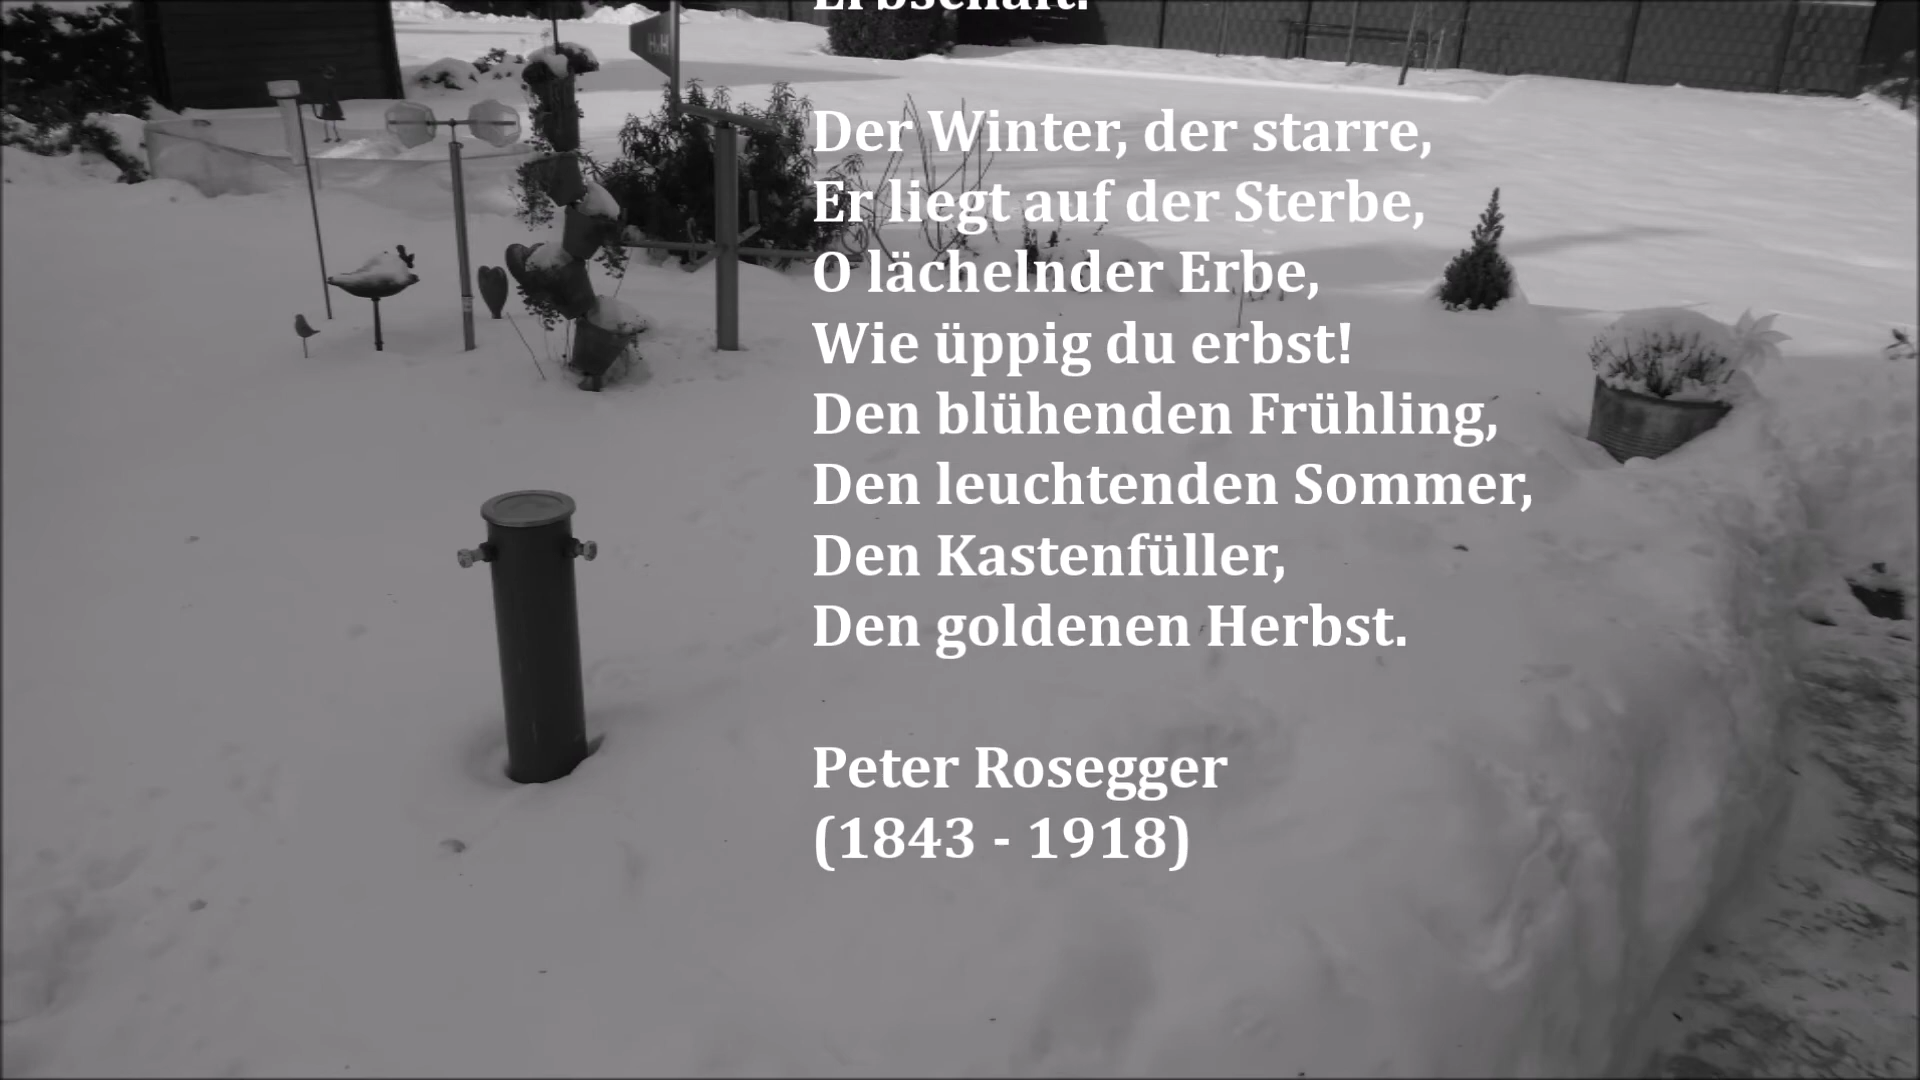 Erbschaft.
Der Winter, der starre,
Er liegt auf der Sterbe,
O lächelnder Erbe,
Wie üppig du erbst!
Den blühenden Frühling,
Den leuchtenden Sommer,
Den Kastenfüller,
Den goldenen Herbst.
Peter Rosegger
(1843 - 1918)